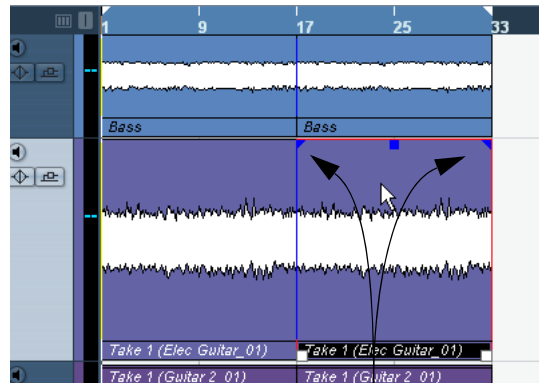 1 9 17 25 33
Bass Bass
Take 1 (Elec Guitar_01) Take 1 (Elec Guitar_01)
Take 1 (Guitar 2_01) Take 1 (Guitar 2_01)